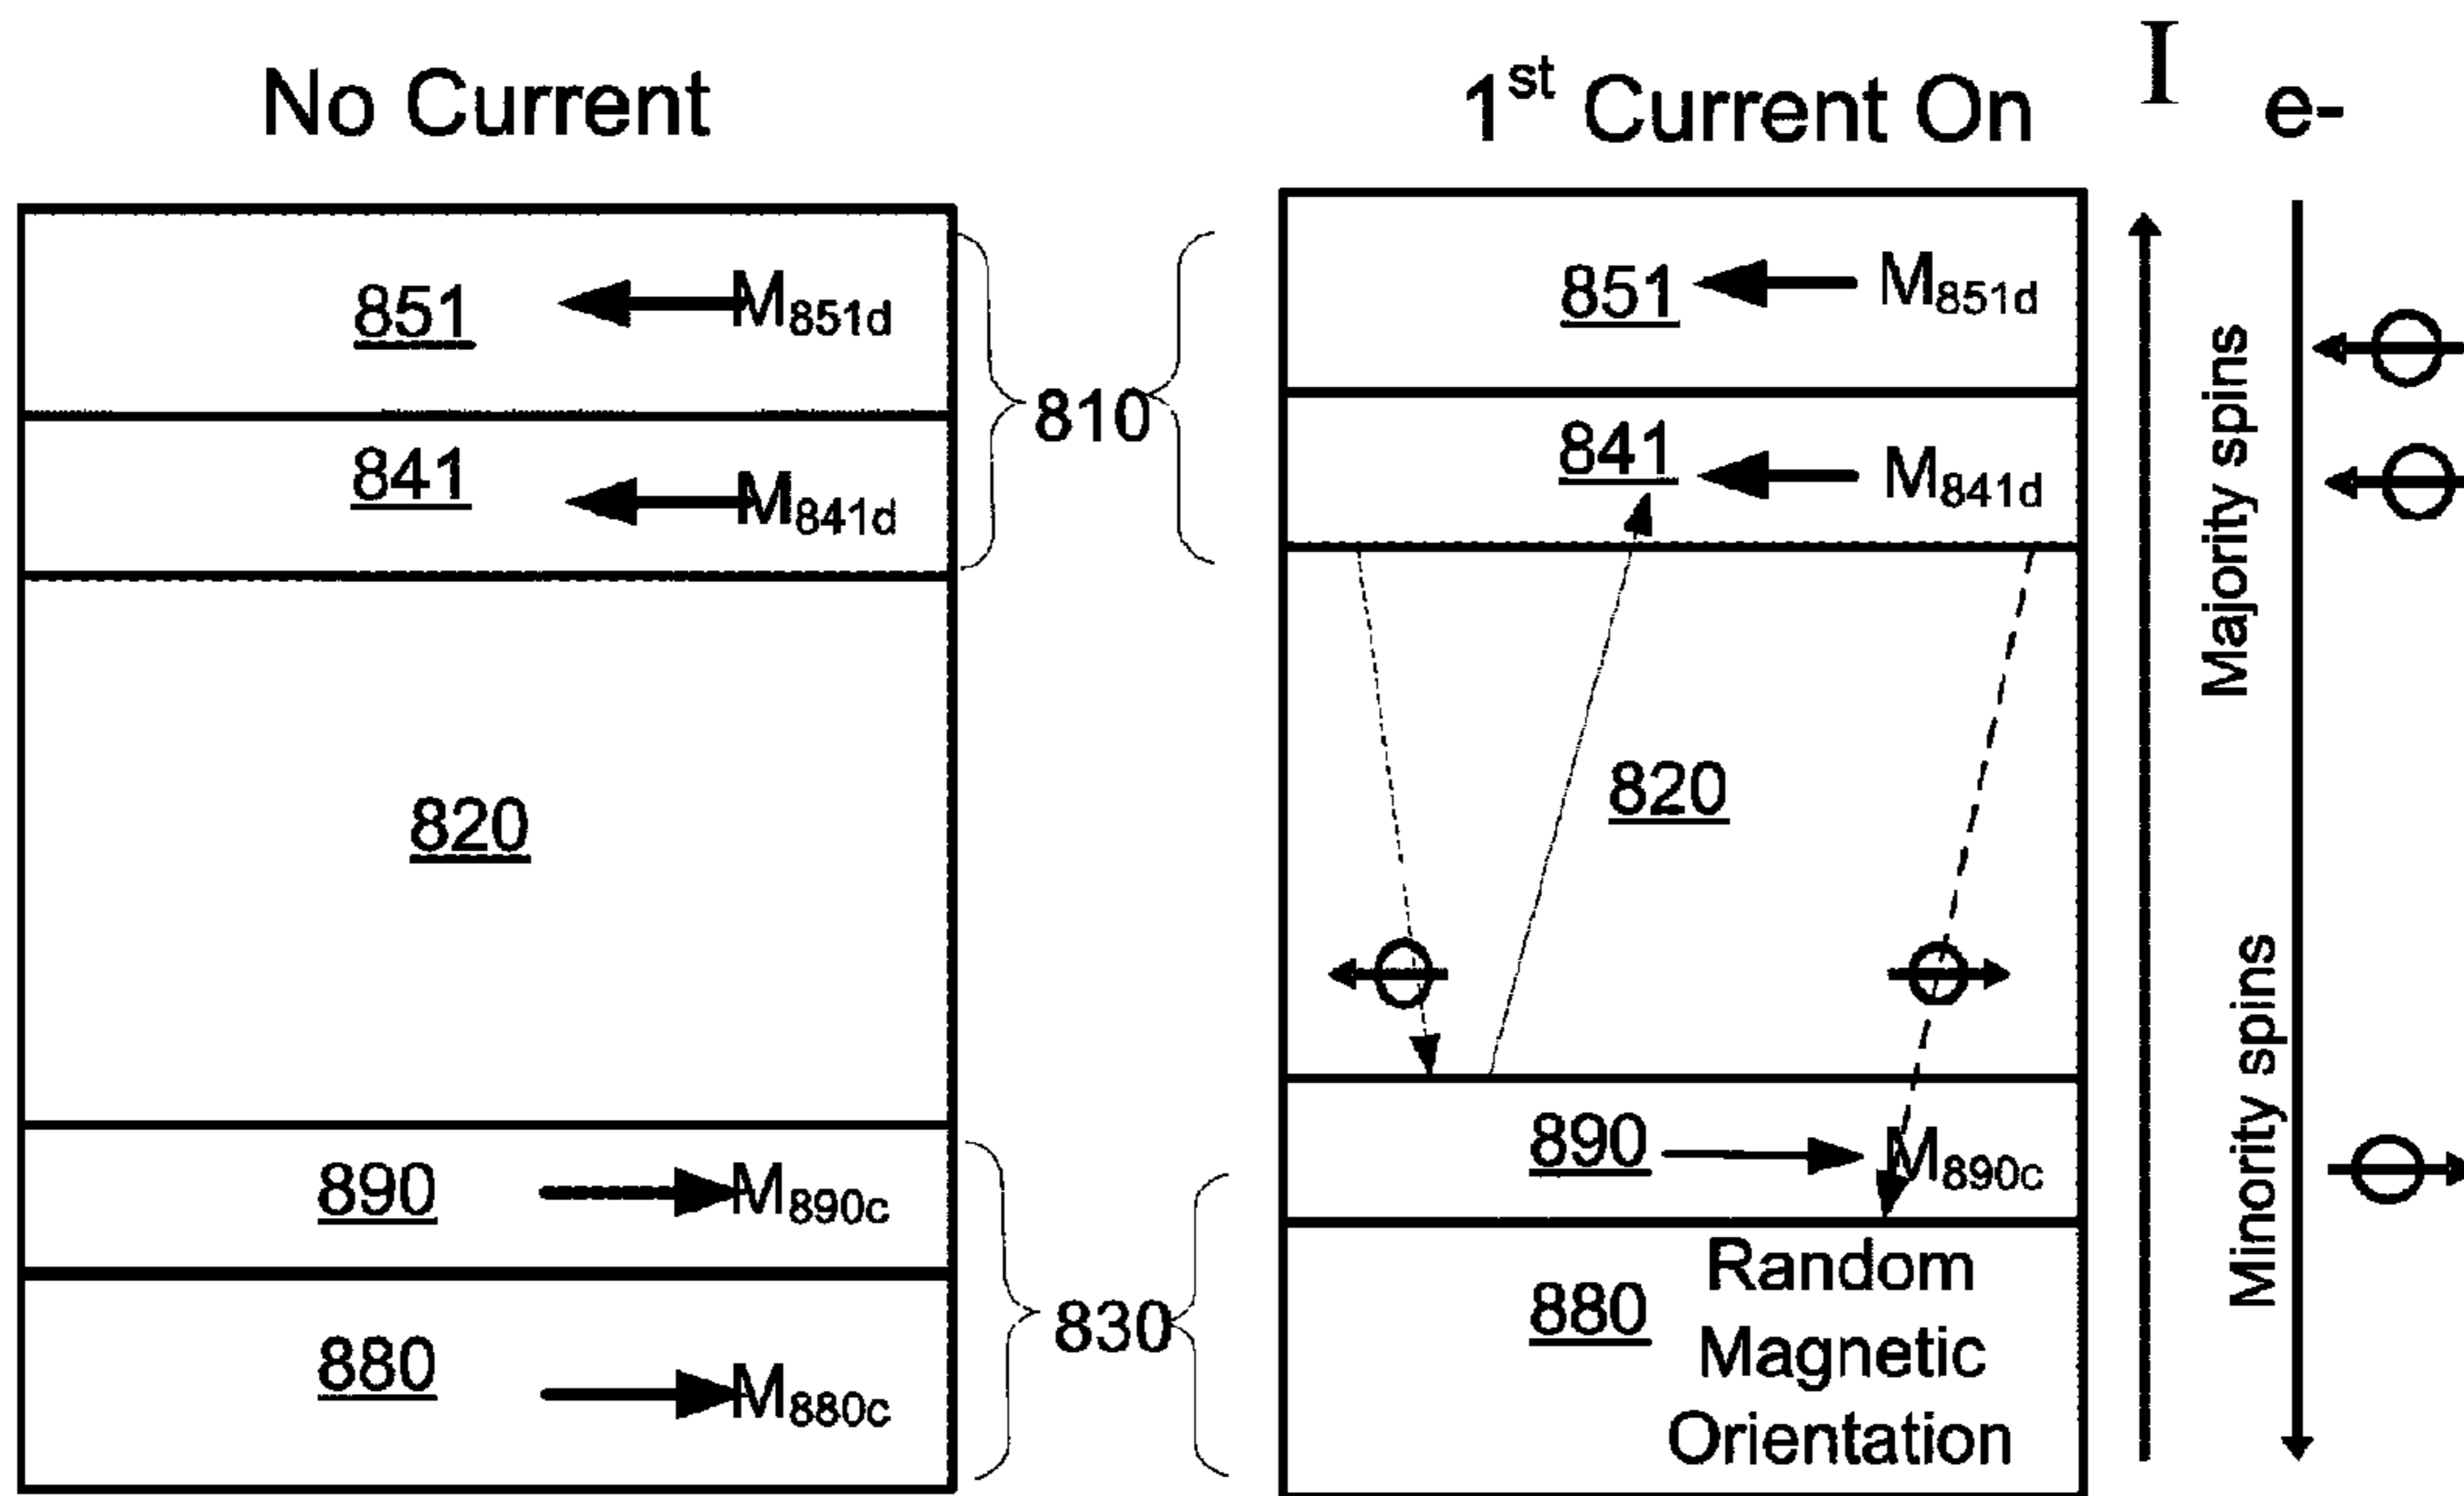 No Current
851 M851d
841 M841d
820
890 M890c
880 M880c
810
830
1st Current On
851 M851d
841 M841d
820
890 M890c
880 Random
Magnetic
Orientation
I e-
Majority spins
Minority spins